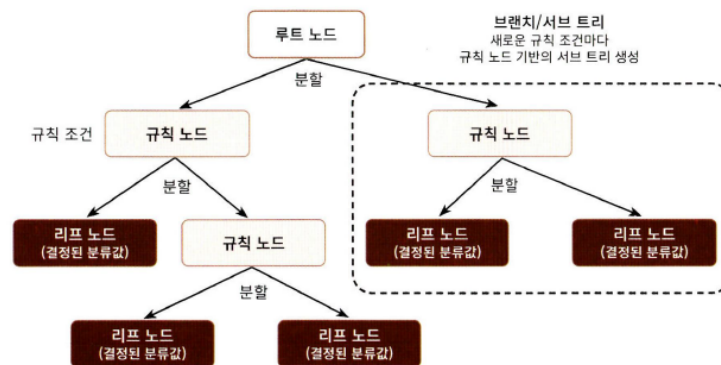 루트 노드
브랜치/서브 트리
새로운 규칙 조건마다
규칙 노드 기반의 서브 트리 생성
분할
규칙 조건
규칙 노드
규칙 노드
분할
분할
리프 노드
(결정된 분류값)
규칙 노드
리프 노드
(결정된 분류값)
리프 노드
(결정된 분류값)
분할
리프 노드
(결정된 분류값)
리프 노드
(결정된 분류값)